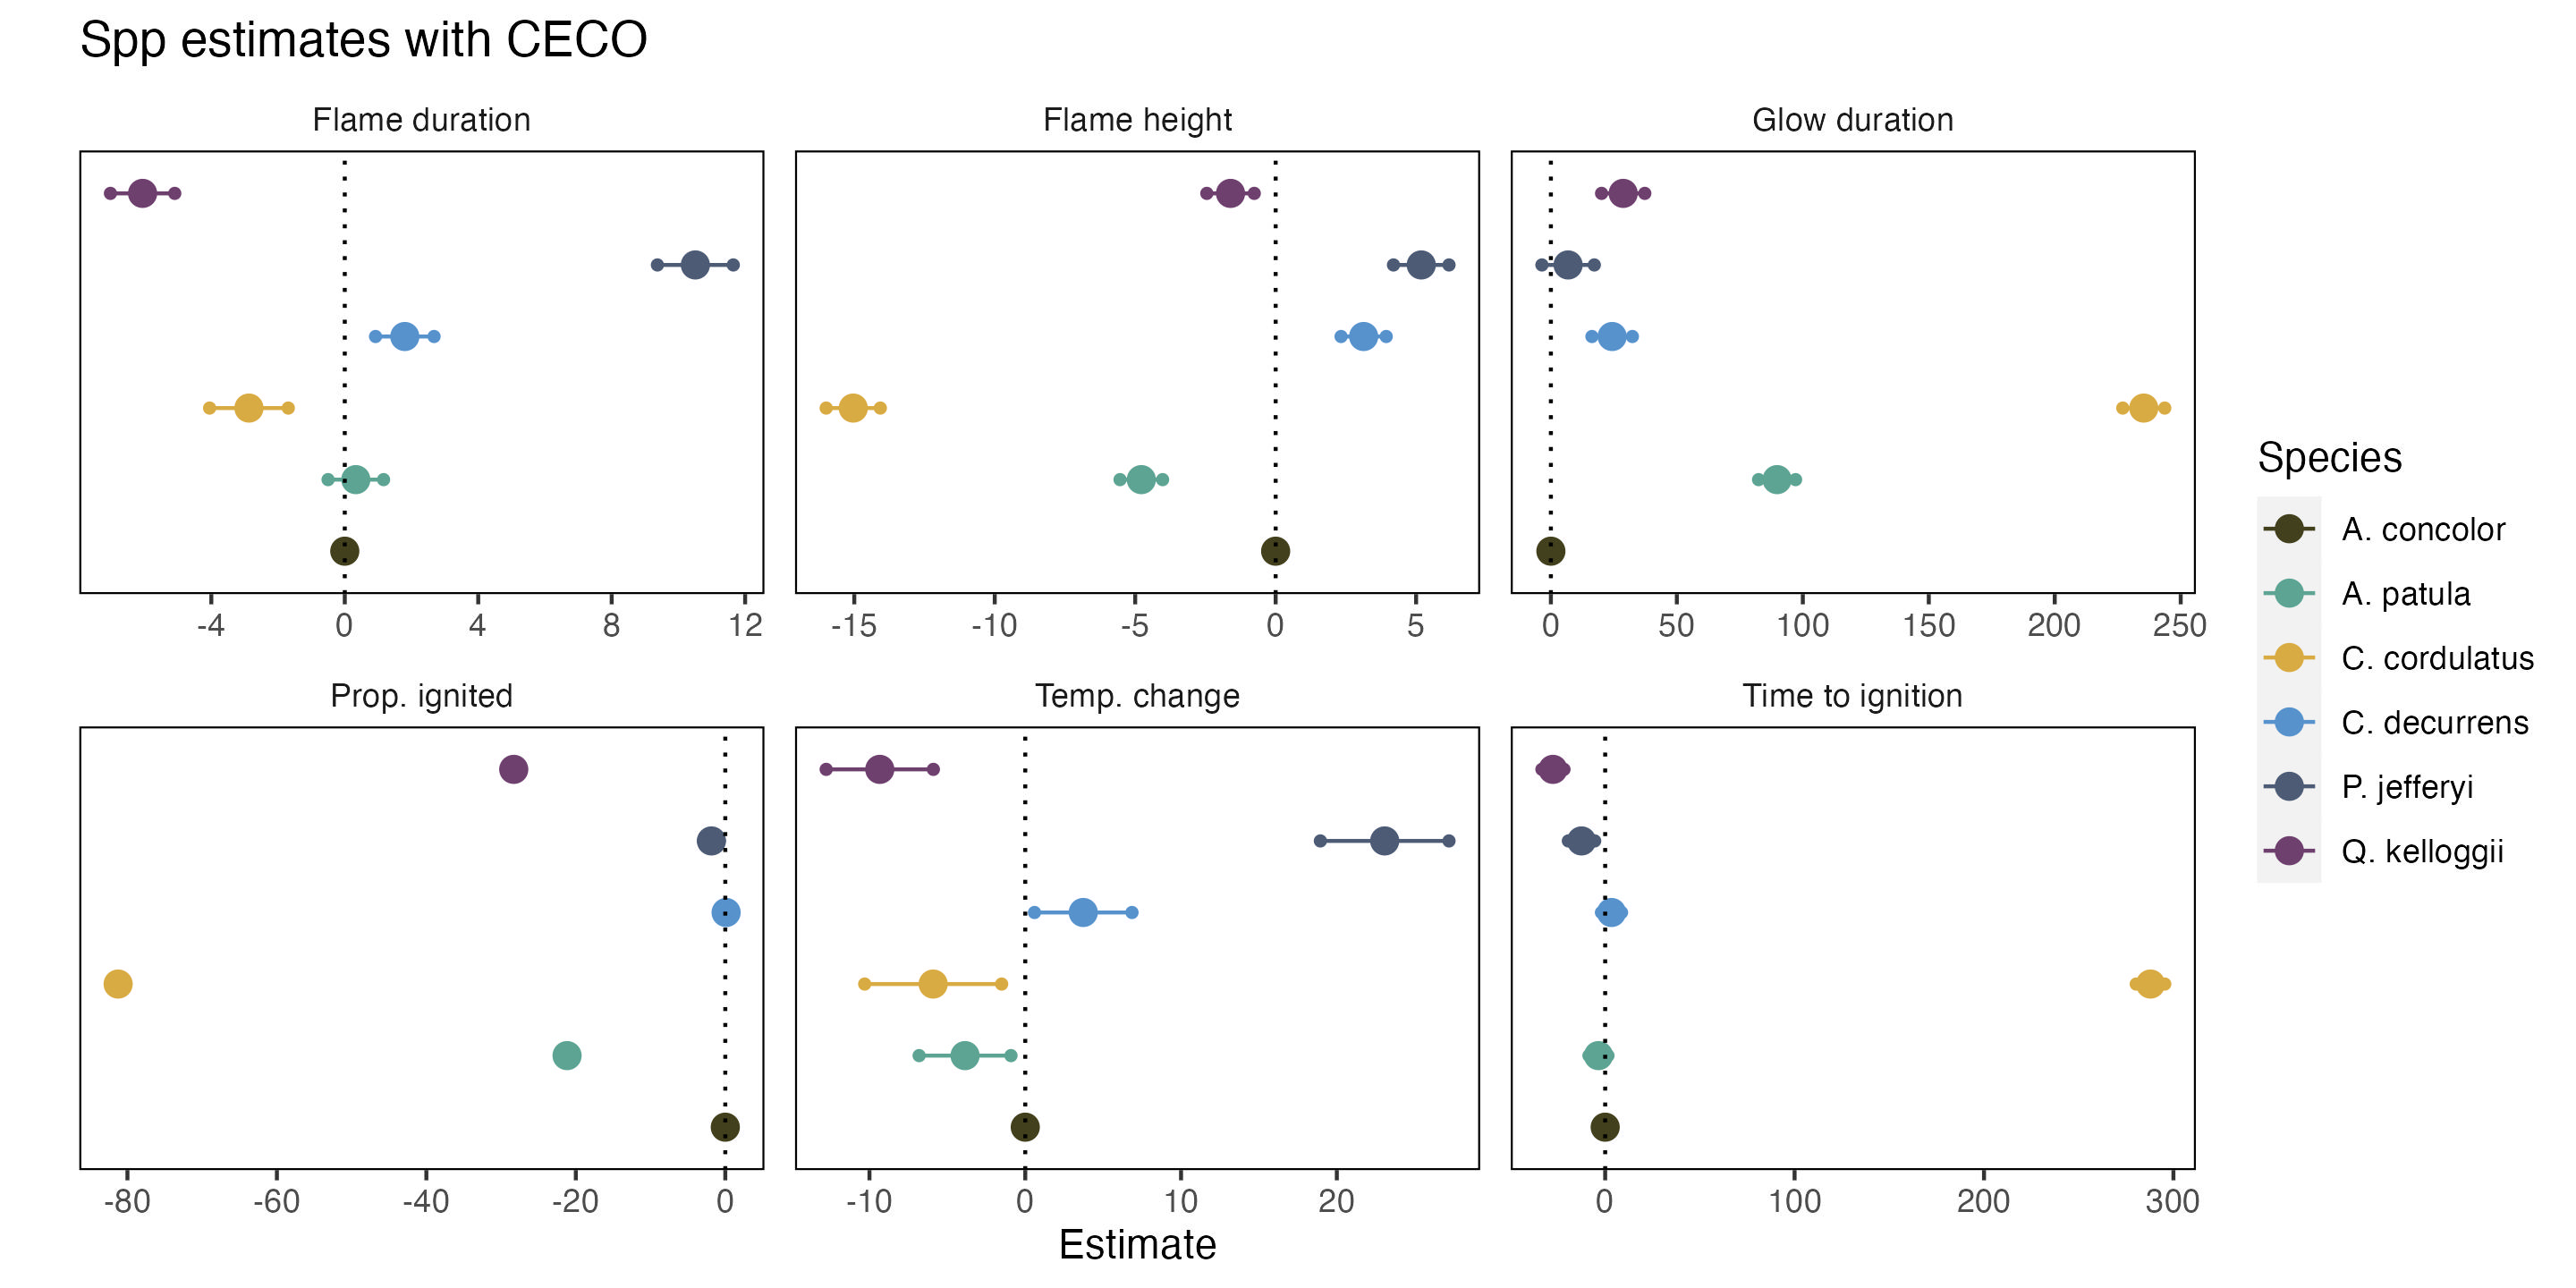 Spp estimates with CECO
Flame duration
Flame height
Glow duration
-4 0 4 8 12
-15 -10 -5 0 5
0 50 100 150 200 250
Prop. ignited
Temp. change
Time to ignition
-80 -60 -40 -20 0
-10 0 10 20
0 100 200 300
Estimate
Species
A. concolor
A. patula
C. cordulatus
C. decurrens
P. jefferyi
Q. kelloggii